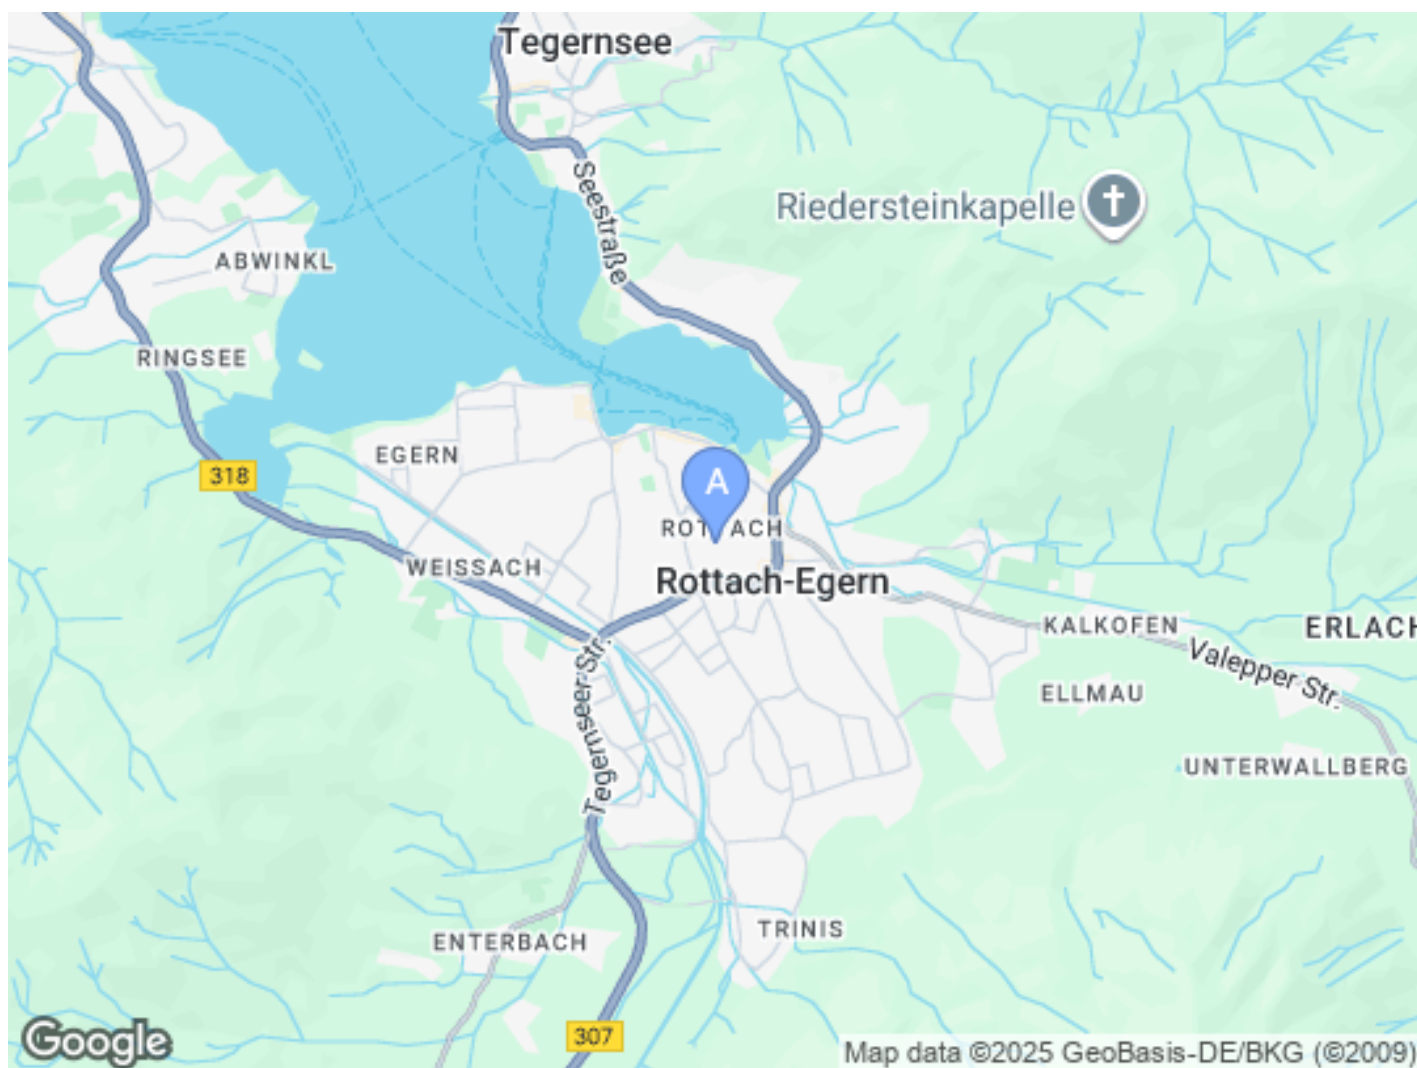 Tegernsee
Seestraße
Riedersteinkapelle
ABWINKL
RINGSEE
EGERN
318
A
ROTTACH
WEISSACH
Rottach-Egern
KALKOFEN
ERLACH
Valepper Str.
Tegernseer Str.
ELLMAU
UNTERWALLBERG
TRINIS
ENTERBACH
307
Google
Map data ©2025 GeoBasis-DE/BKG (©2009)